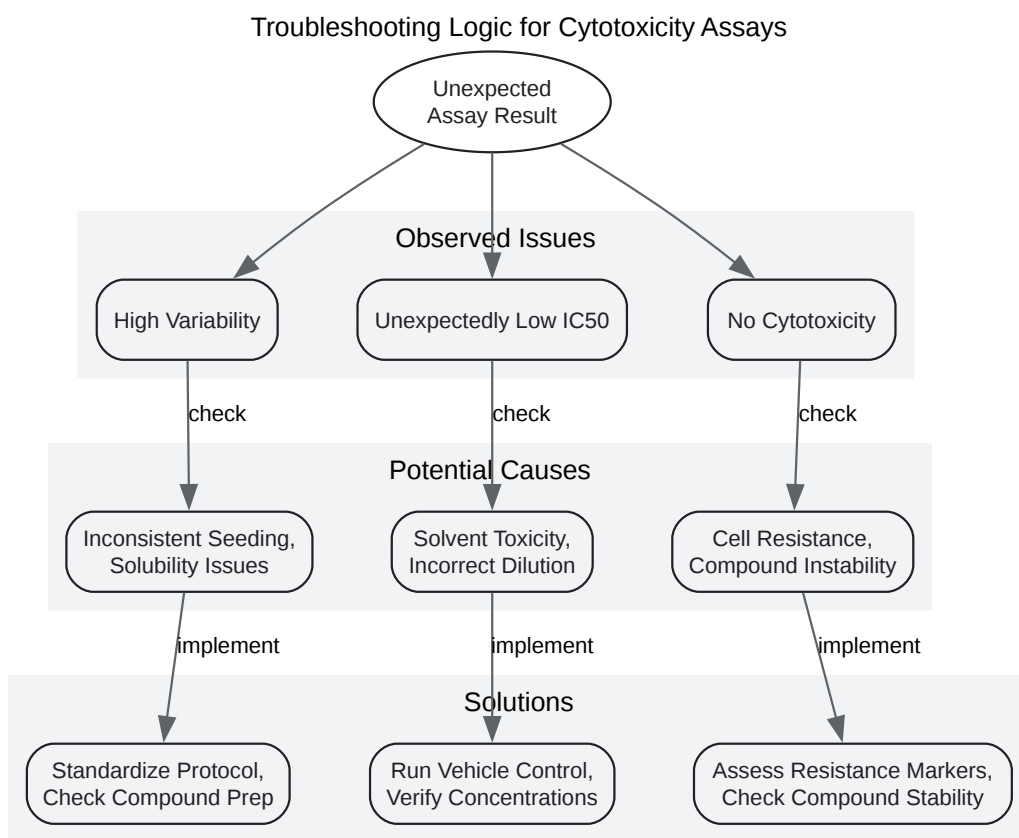 Troubleshooting Logic for Cytotoxicity Assays
Unexpected
Assay Result
Observed Issues
High Variability
Unexpectedly Low IC50
No Cytotoxicity
check
check
check
Potential Causes
Inconsistent Seeding,
Solubility Issues
Solvent Toxicity,
Incorrect Dilution
Cell Resistance,
Compound Instability
implement
implement
implement
Solutions
Standardize Protocol,
Check Compound Prep
Run Vehicle Control,
Verify Concentrations
Assess Resistance Markers,
Check Compound Stability